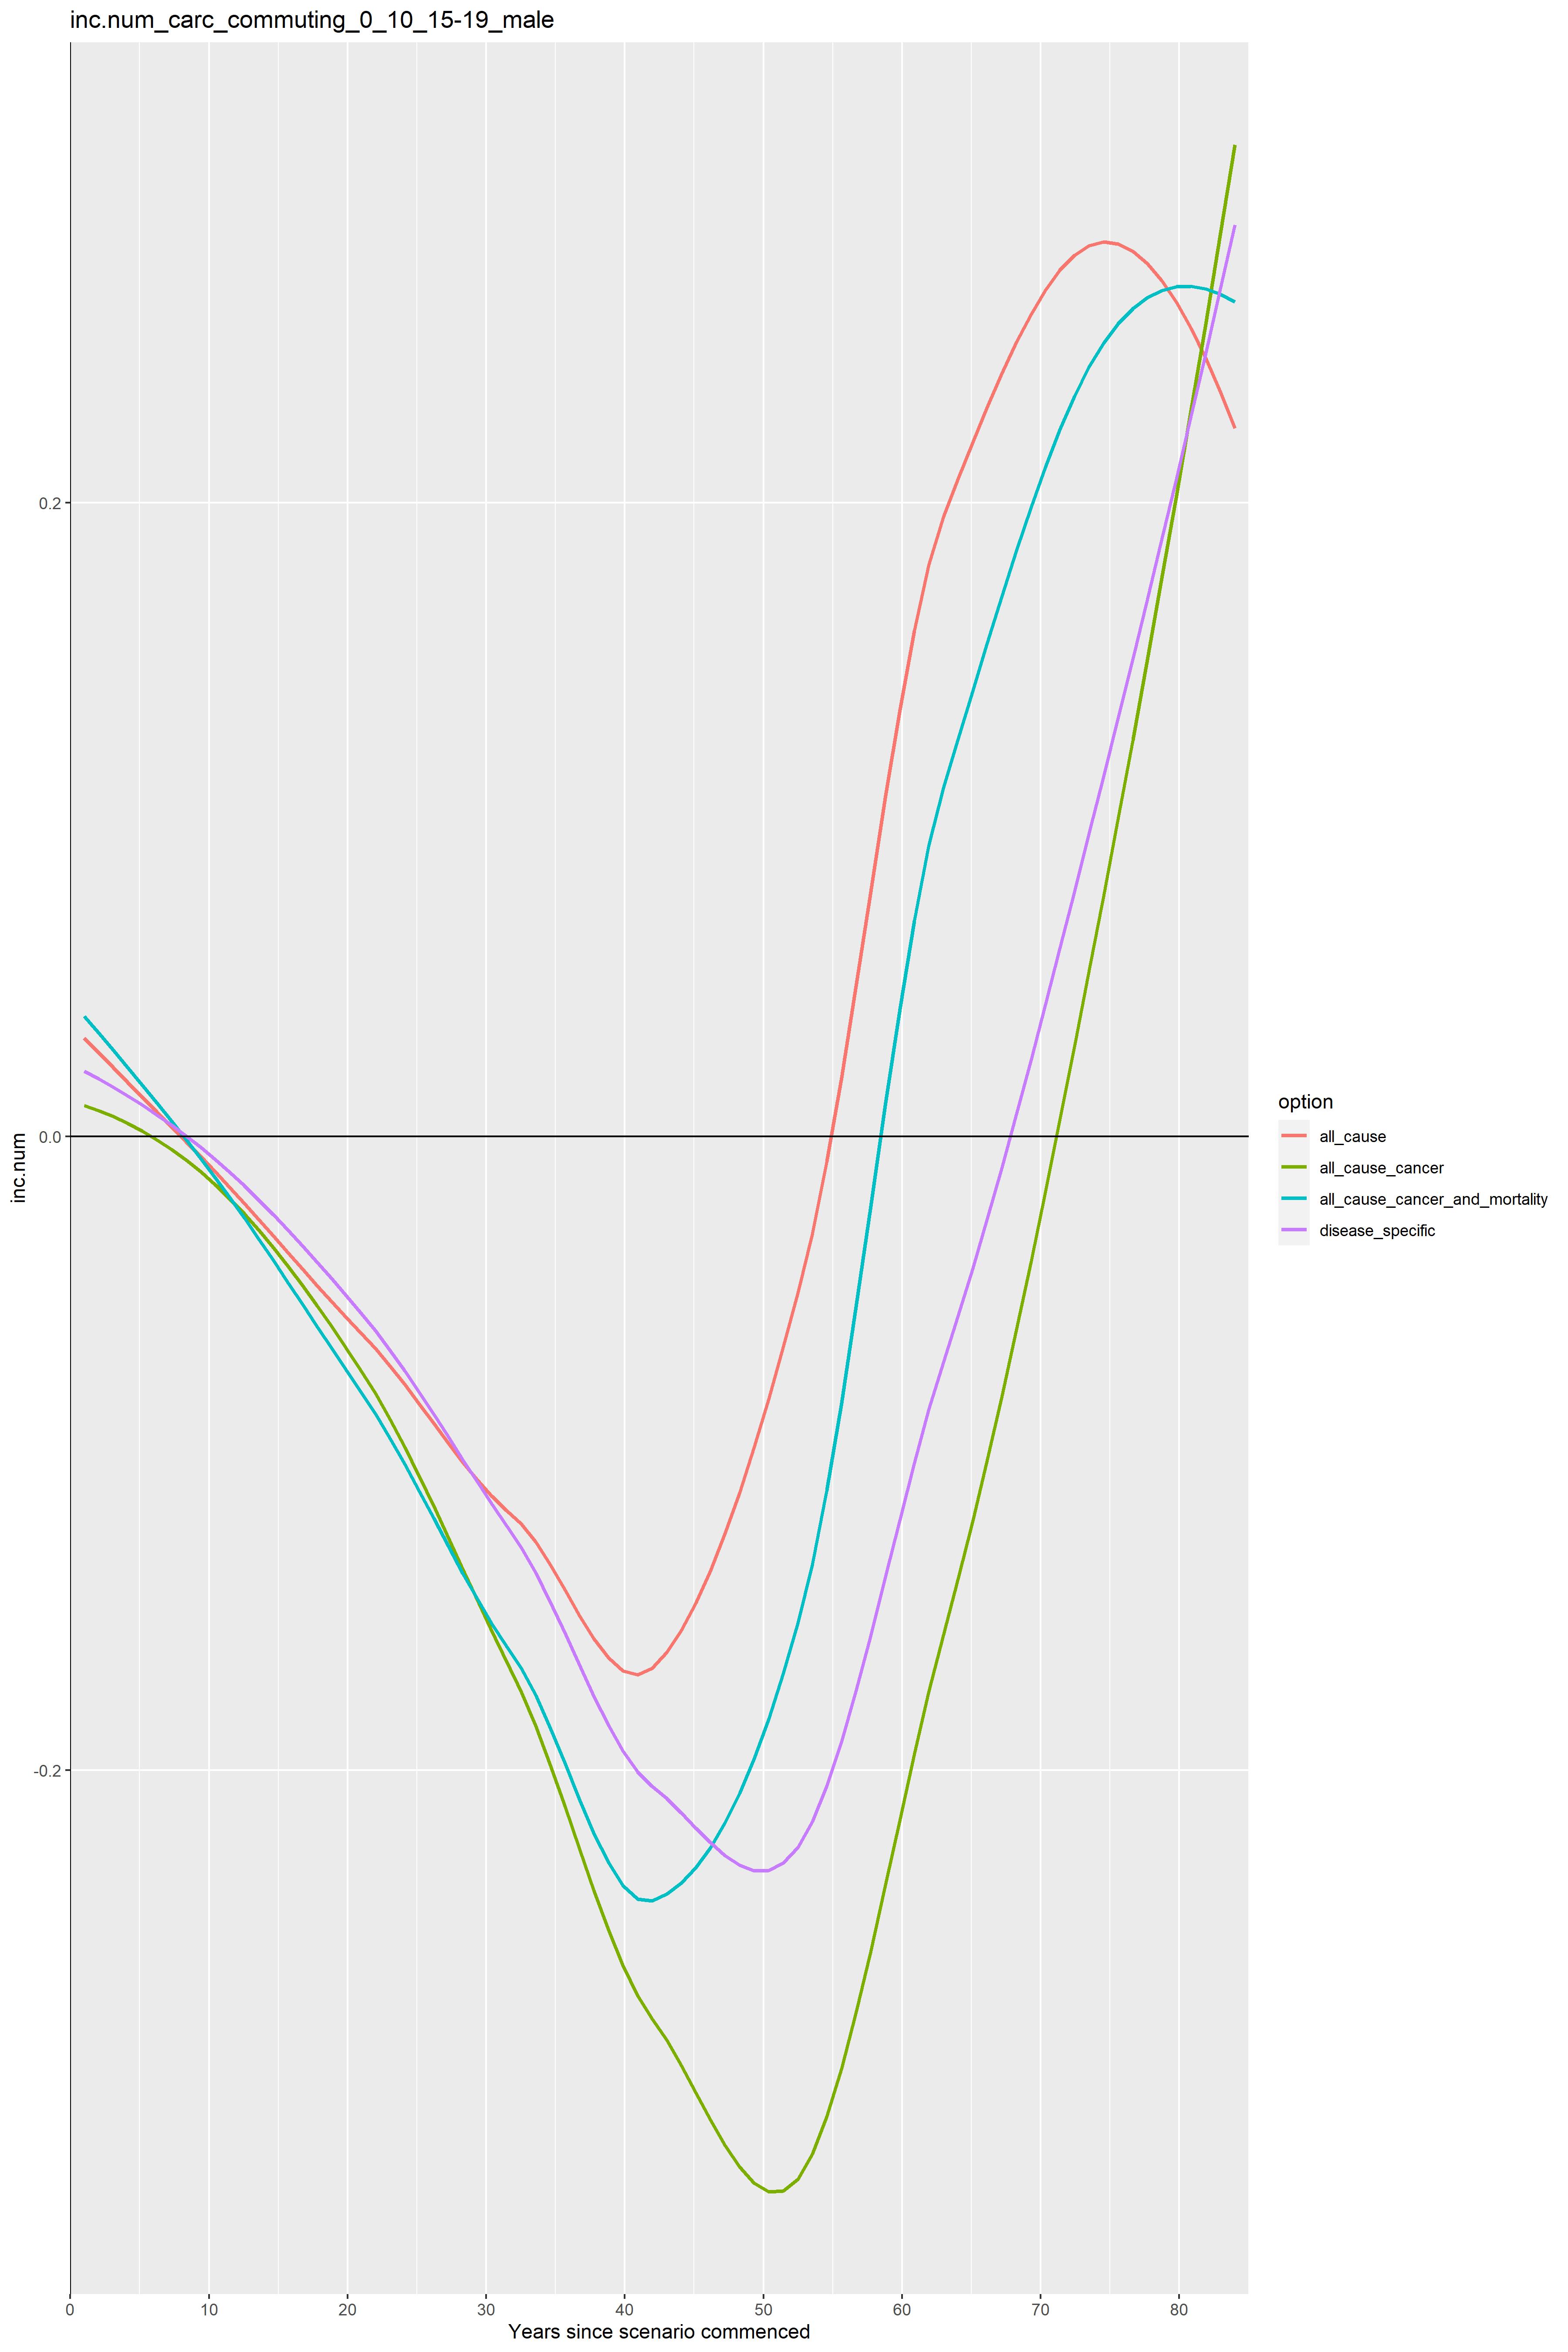 inc.num_carc_commuting_0_10_15-19_male
0.2
0.0
-0.2
inc.num
0 10 20 30 40 50 60 70 80
Years since scenario commenced
option
all_cause
all_cause_cancer
all_cause_cancer_and_mortality
disease_specific